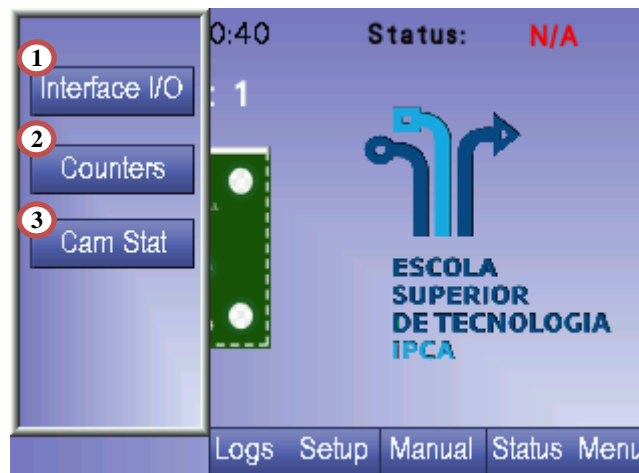 0:40 Status: N/A
1
Interface I/O : 1
2
Counters
3
Cam Stat
ESCOLA
SUPERIOR
DE TECNOLOGIA
IPCA
Logs Setup Manual Status Menu